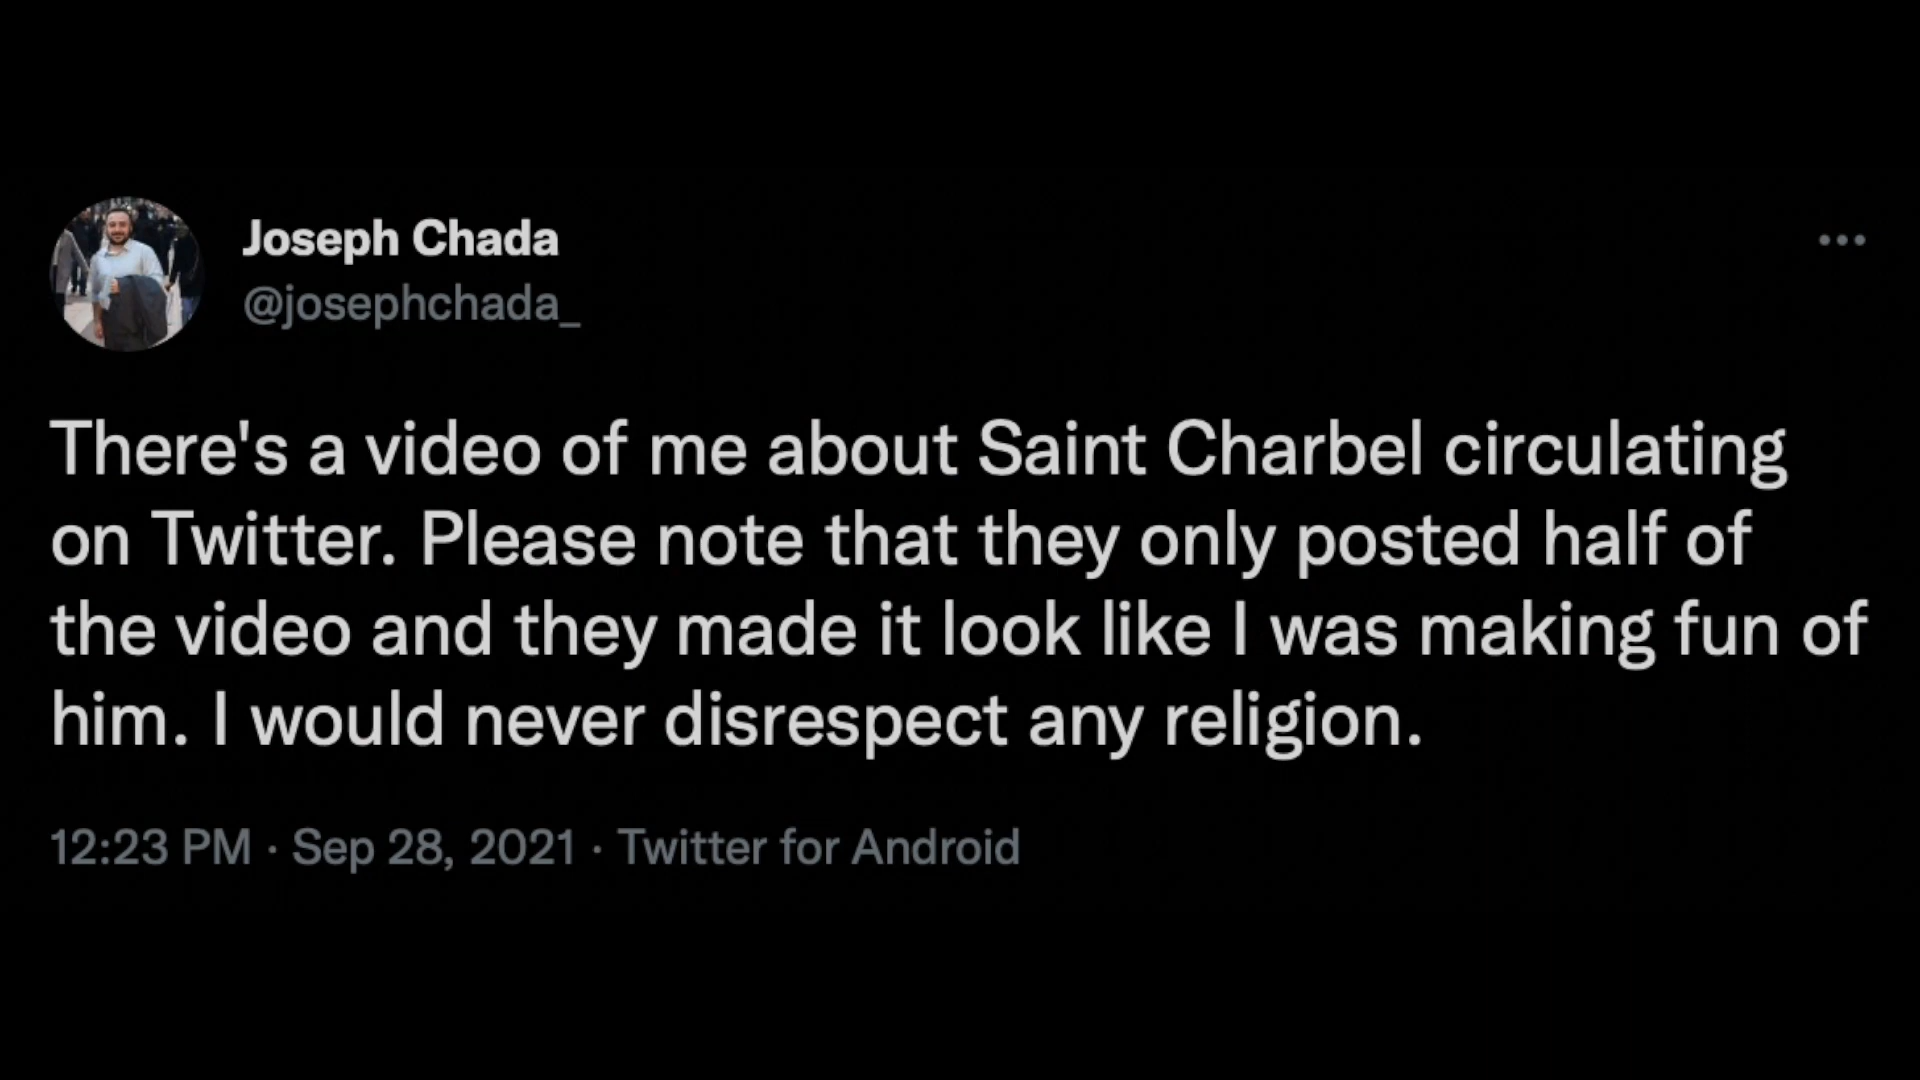 Joseph Chada
@josephchada_
There's a video of me about Saint Charbel circulating
on Twitter. Please note that they only posted half of
the video and they made it look like I was making fun of
him. I would never disrespect any religion.
12:23 PM · Sep 28, 2021 · Twitter for Android